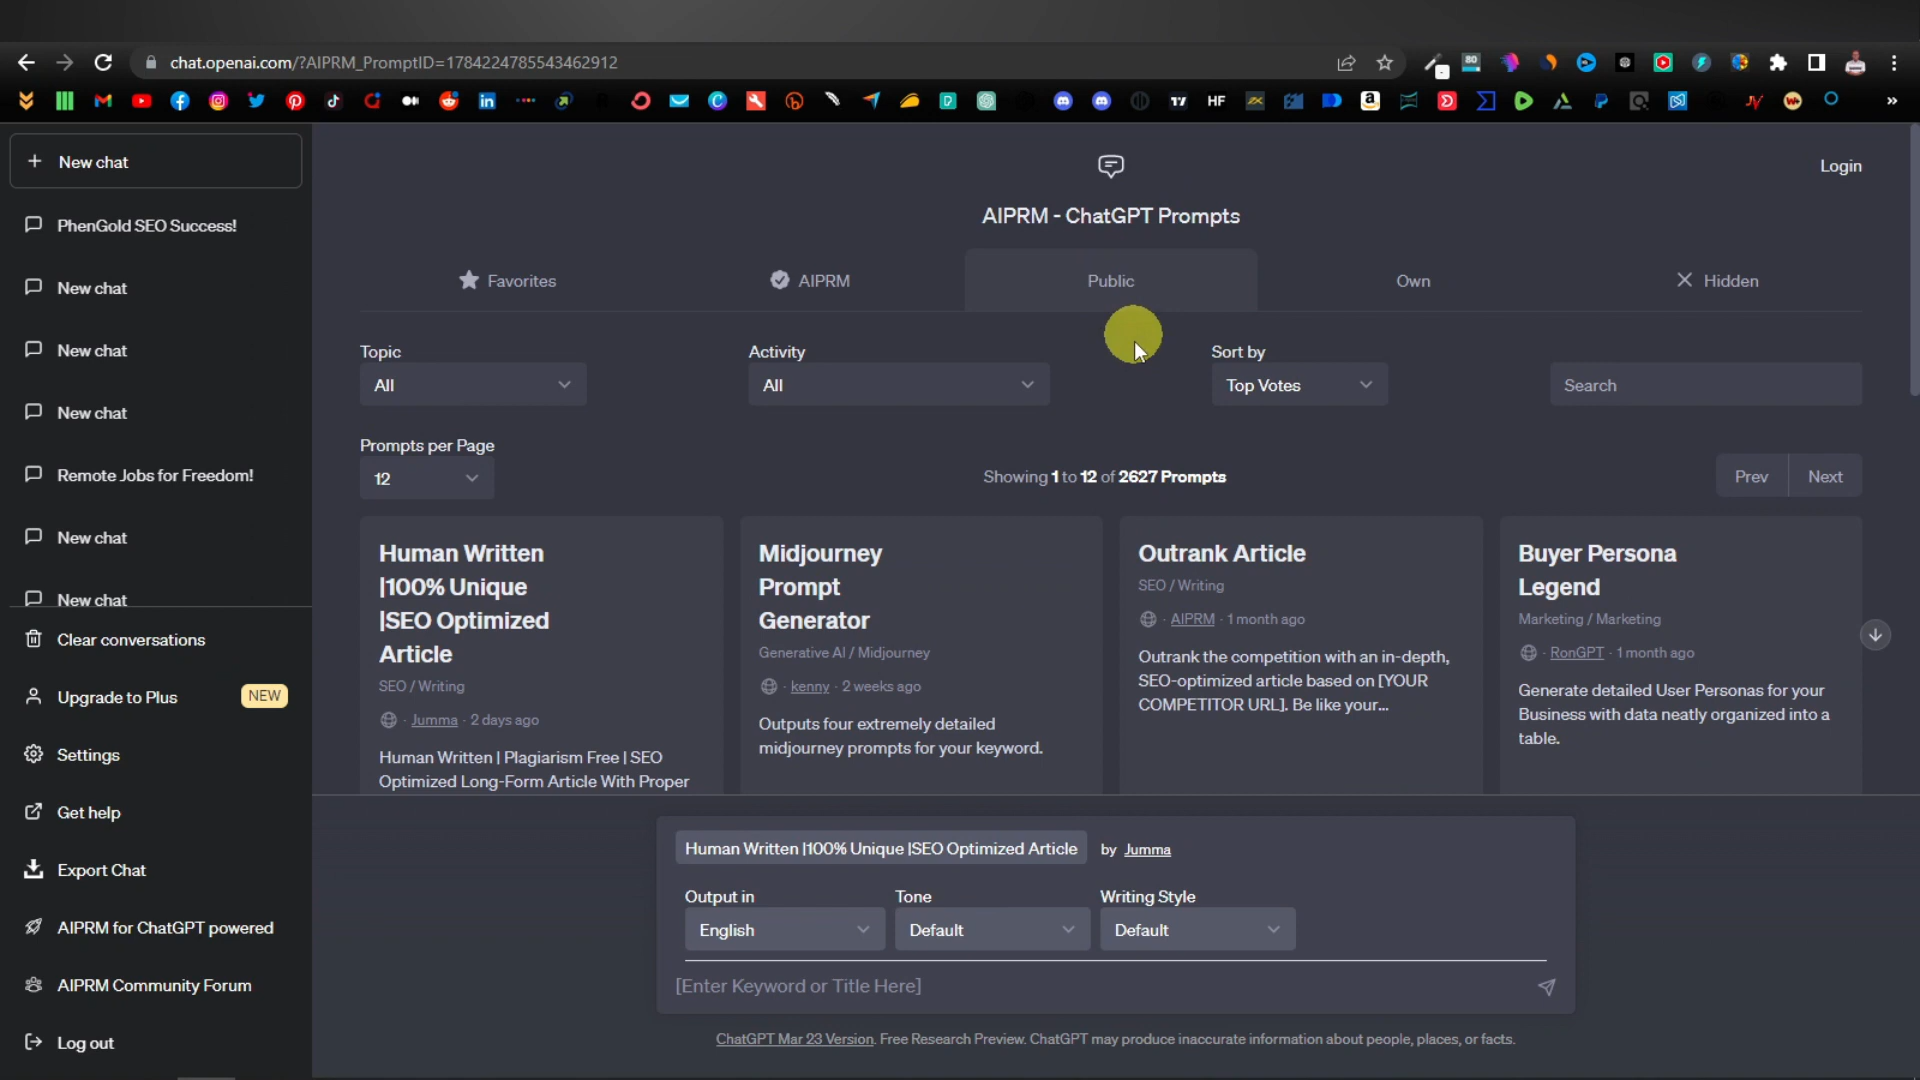 chat.openai.com/?AIPRM_PromptID=1784224785543462912
80
HF
New chat
PhenGold SEO Success!
New chat
New chat
New chat
Remote Jobs for Freedom!
New chat
New chat
Clear conversations
Upgrade to Plus NEW
Settings
Get help
Export Chat
AIPRM for ChatGPT powered
AIPRM Community Forum
Log out
Login
AIPRM - ChatGPT Prompts
Favorites AIPRM Public Own Hidden
Topic Activity Sort by
All All Top Votes Search
Prompts per Page
12 Showing 1 to 12 of 2627 Prompts Prev Next
Human Written
|100% Unique
|SEO Optimized
Article
SEO / Writing
· Jumma · 2 days ago
Human Written | Plagiarism Free | SEO
Optimized Long-Form Article With Proper
Midjourney
Prompt
Generator
Generative AI / Midjourney
· kenny · 2 weeks ago
Outputs four extremely detailed
midjourney prompts for your keyword.
Outrank Article
SEO / Writing
· AIPRM · 1 month ago
Outrank the competition with an in-depth,
SEO-optimized article based on [YOUR
COMPETITOR URL]. Be like your...
Buyer Persona
Legend
Marketing / Marketing
· RonGPT · 1 month ago
Generate detailed User Personas for your
Business with data neatly organized into a
table.
Human Written |100% Unique |SEO Optimized Article by Jumma
Output in Tone Writing Style
English Default Default
[Enter Keyword or Title Here]
ChatGPT Mar 23 Version. Free Research Preview. ChatGPT may produce inaccurate information about people, places, or facts.